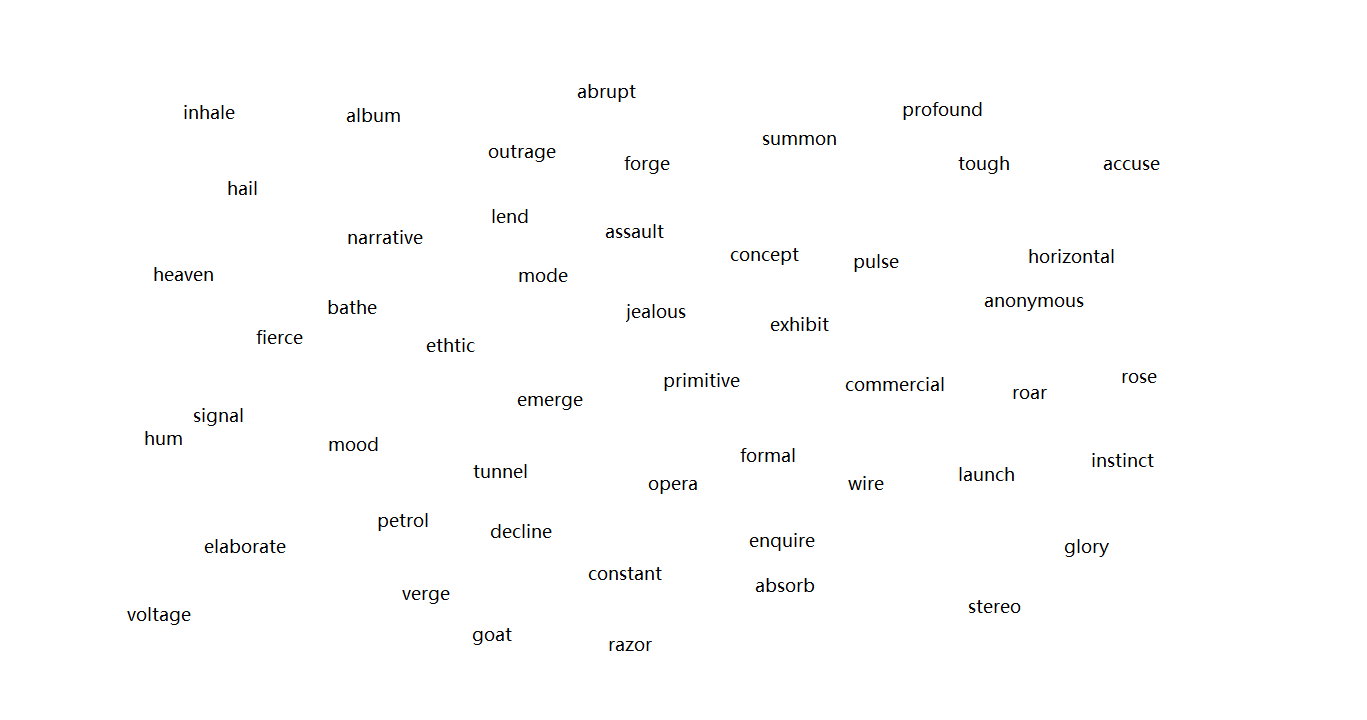 abrupt
inhale
album
profound
summon
outrage
forge
tough
accuse
hail
lend
narrative
assault
concept
pulse
horizontal
heaven
mode
anonymous
bathe
jealous
exhibit
fierce
ethtic
primitive
commercial
rose
roar
emerge
signal
hum
mood
formal
instinct
tunnel
launch
opera
wire
petrol
decline
enquire
elaborate
glory
constant
absorb
verge
stereo
voltage
goat
razor